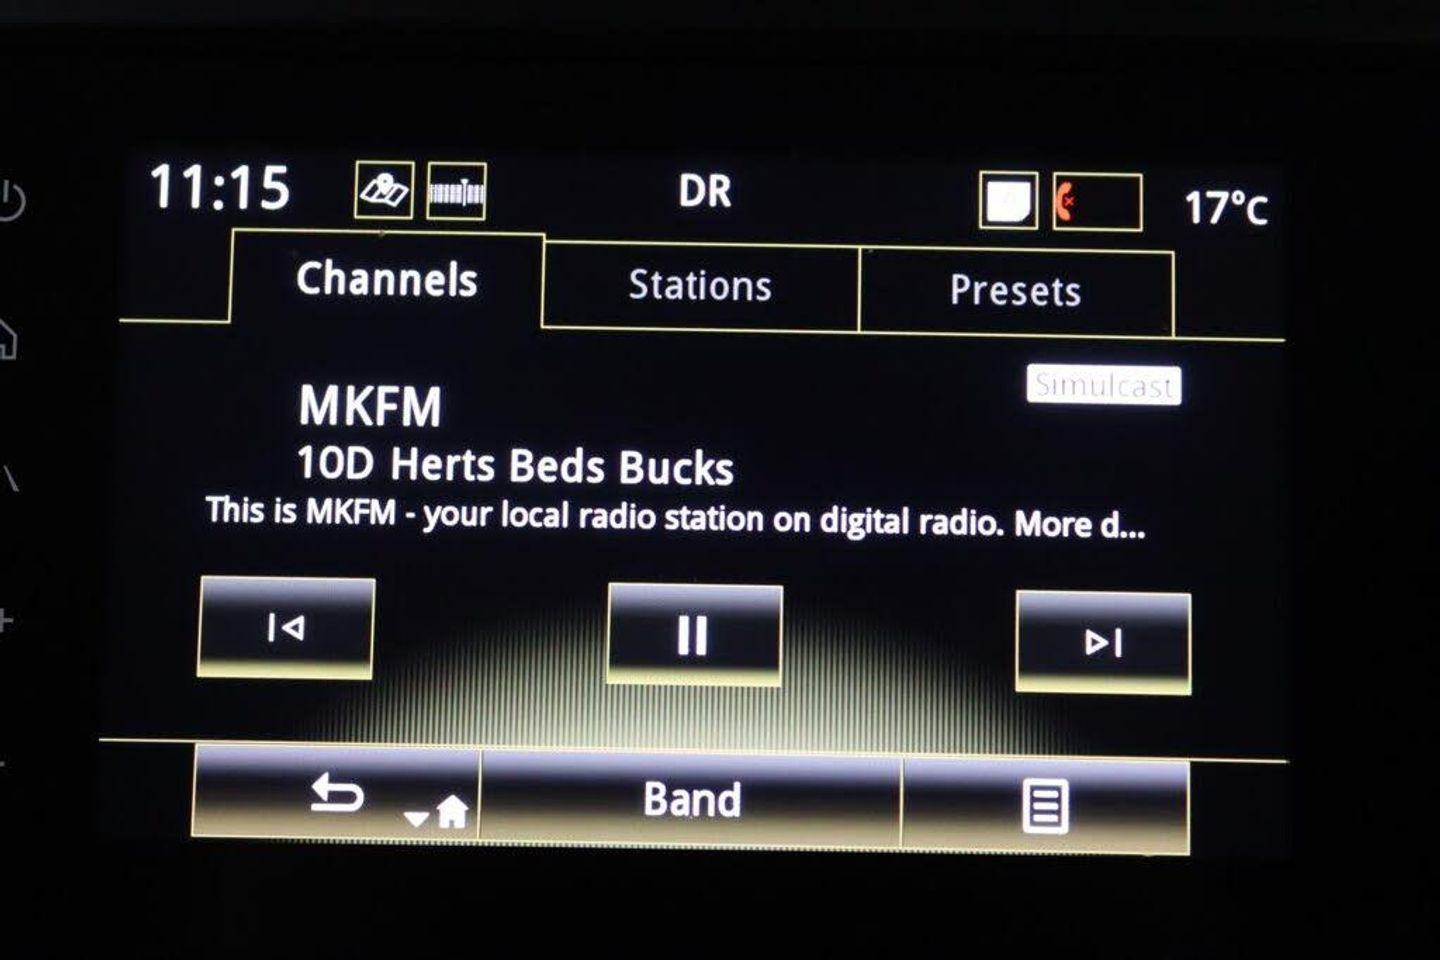 11:15 DR 17°C
Channels Stations Presets
Simulcast
MKFM
10D Herts Beds Bucks
This is MKFM - your local radio station on digital radio. More d...
Band